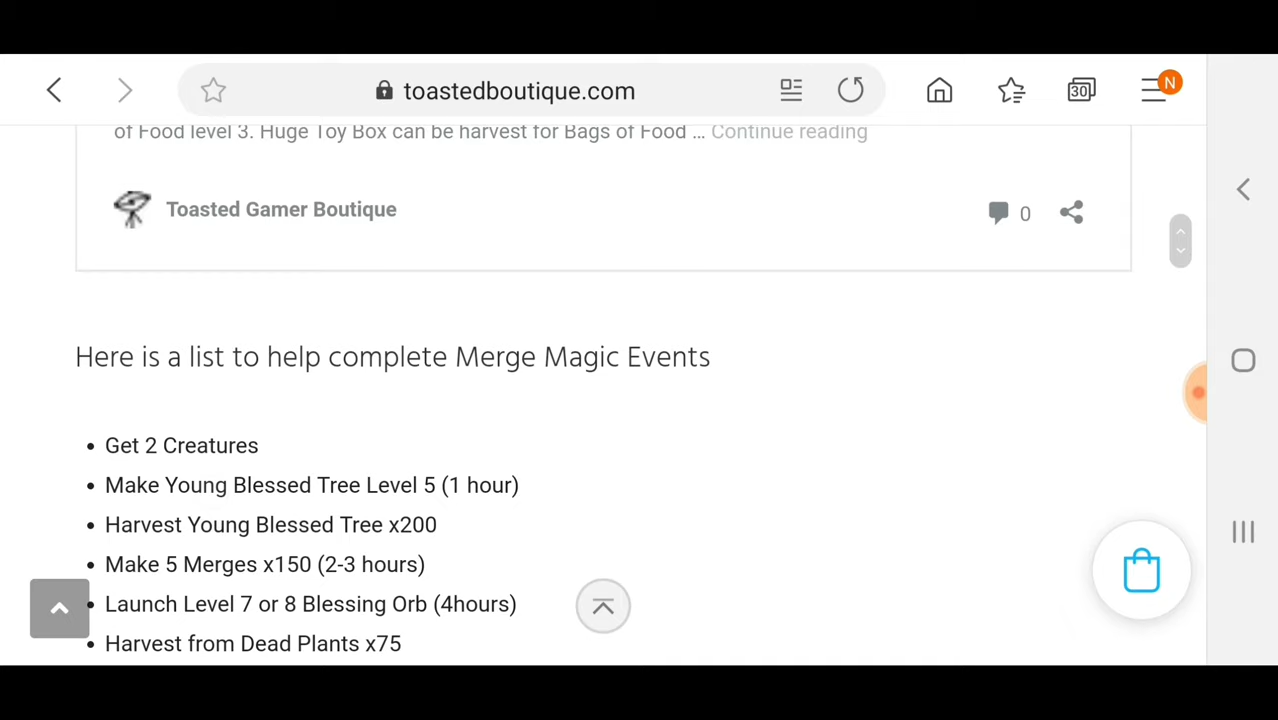 toastedboutique.com
30
N
of Food level 3. Huge Toy Box can be harvest for Bags of Food ... Continue reading
Toasted Gamer Boutique
0
Here is a list to help complete Merge Magic Events
• Get 2 Creatures
• Make Young Blessed Tree Level 5 (1 hour)
• Harvest Young Blessed Tree x200
• Make 5 Merges x150 (2-3 hours)
• Launch Level 7 or 8 Blessing Orb (4hours)
• Harvest from Dead Plants x75